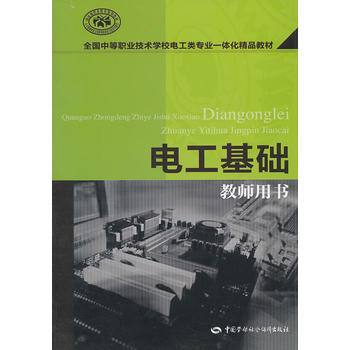 全国中等职业技术学校电工类专业一体化精品教材
Quanguo Zhongdeng Zhiye Jishu Xuexiao Diangonglei
Zhuanye Yitihua Jingpin Jiaocai
电工基础
教师用书
中国劳动社会保障出版社